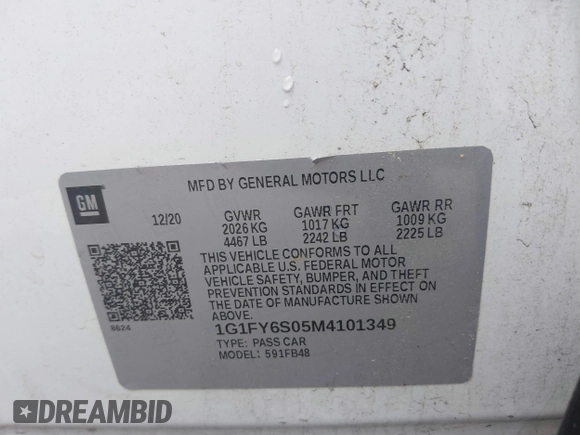 MFD BY GENERAL MOTORS LLC
GM
12/20 GVWR GAWR FRT GAWR RR
2026 KG 1017 KG 1009 KG
4467 LB 2242 LB 2225 LB
THIS VEHICLE CONFORMS TO ALL
APPLICABLE U.S. FEDERAL MOTOR
VEHICLE SAFETY, BUMPER, AND THEFT
PREVENTION STANDARDS IN EFFECT ON
THE DATE OF MANUFACTURE SHOWN
ABOVE.
8624 1G1FY6S05M4101349
TYPE: PASS CAR
MODEL: 591FB48
DREAMBID